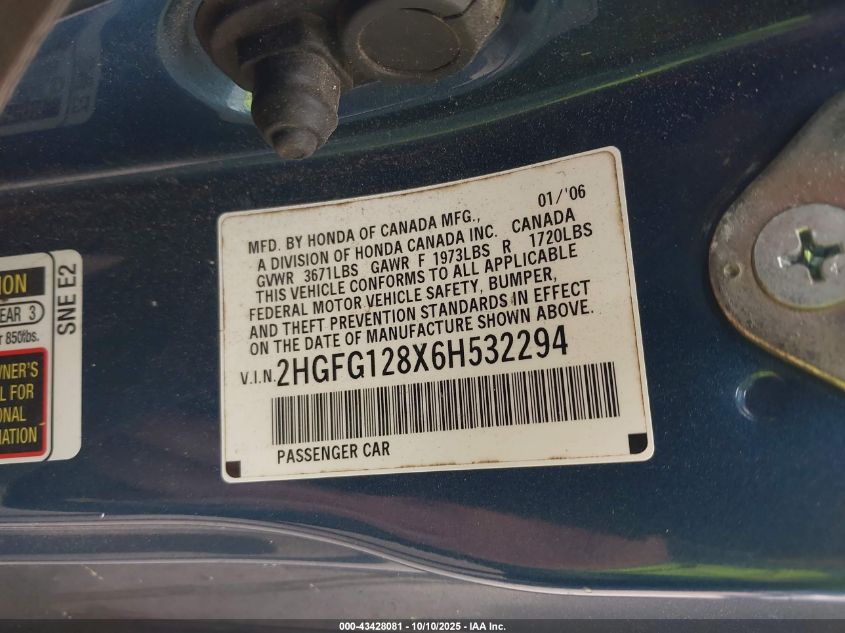 01/'06
MFD. BY HONDA OF CANADA MFG.,
A DIVISION OF HONDA CANADA INC. CANADA
GVWR 3671LBS GAWR F 1973LBS R 1720LBS
THIS VEHICLE CONFORMS TO ALL APPLICABLE
FEDERAL MOTOR VEHICLE SAFETY, BUMPER,
AND THEFT PREVENTION STANDARDS IN EFFECT
ON THE DATE OF MANUFACTURE SHOWN ABOVE.
V.I.N. 2HGFG128X6H532294
PASSENGER CAR
ION
EAR 3
r 850lbs.
WNER'S
L FOR
ONAL
MATION
SNE E2
000-43428081 - 10/10/2025 - IAA Inc.